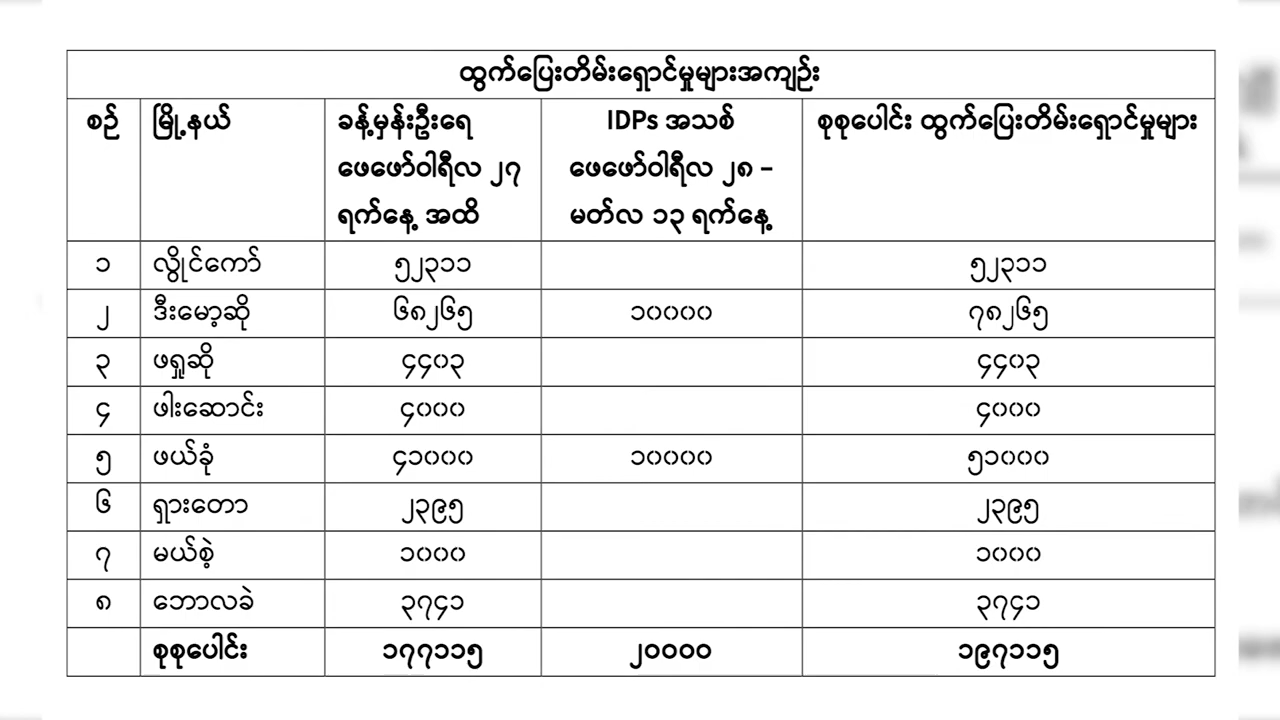 ထွက်ပြေးတိမ်းရှောင်မှုများအကျဉ်း
စဉ် မြို့နယ် ခန့်မှန်းဦးရေ IDPs အသစ် စုစုပေါင်း ထွက်ပြေးတိမ်းရှောင်မှုများ
ဖေဖော်ဝါရီလ ၂၇ ဖေဖော်ဝါရီလ ၂၈ –
ရက်နေ့ အထိ မတ်လ ၁၃ ရက်နေ့
၁ လွိုင်ကော် ၅၂၃၁၁ ၅၂၃၁၁
၂ ဒီးမော့ဆို ၆၈၂၆၅ ၁၀၀၀၀ ၇၈၂၆၅
၃ ဖရှုဆို ၄၄၀၃ ၄၄၀၃
၄ ဖါးဆောင်း ၄၀၀၀ ၄၀၀၀
၅ ဖယ်ခုံ ၄၁၀၀၀ ၁၀၀၀၀ ၅၁၀၀၀
၆ ရှားတော ၂၃၉၅ ၂၃၉၅
၇ မယ်စဲ့ ၁၀၀၀ ၁၀၀၀
၈ ဘောလခဲ ၃၇၄၁ ၃၇၄၁
စုစုပေါင်း ၁၇၇၁၁၅ ၂၀၀၀၀ ၁၉၇၁၁၅